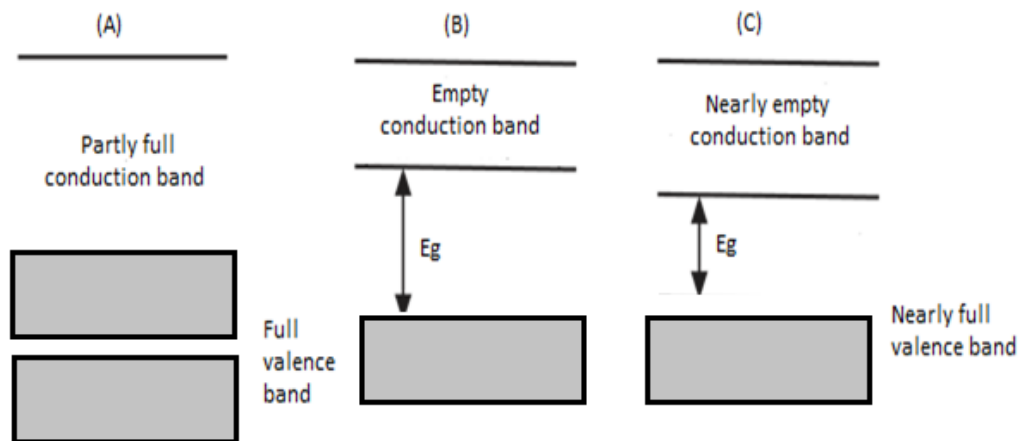 (A)
Partly full
conduction band
Full
valence
band
(B)
Empty
conduction band
Eg
(C)
Nearly empty
conduction band
Eg
Nearly full
valence band